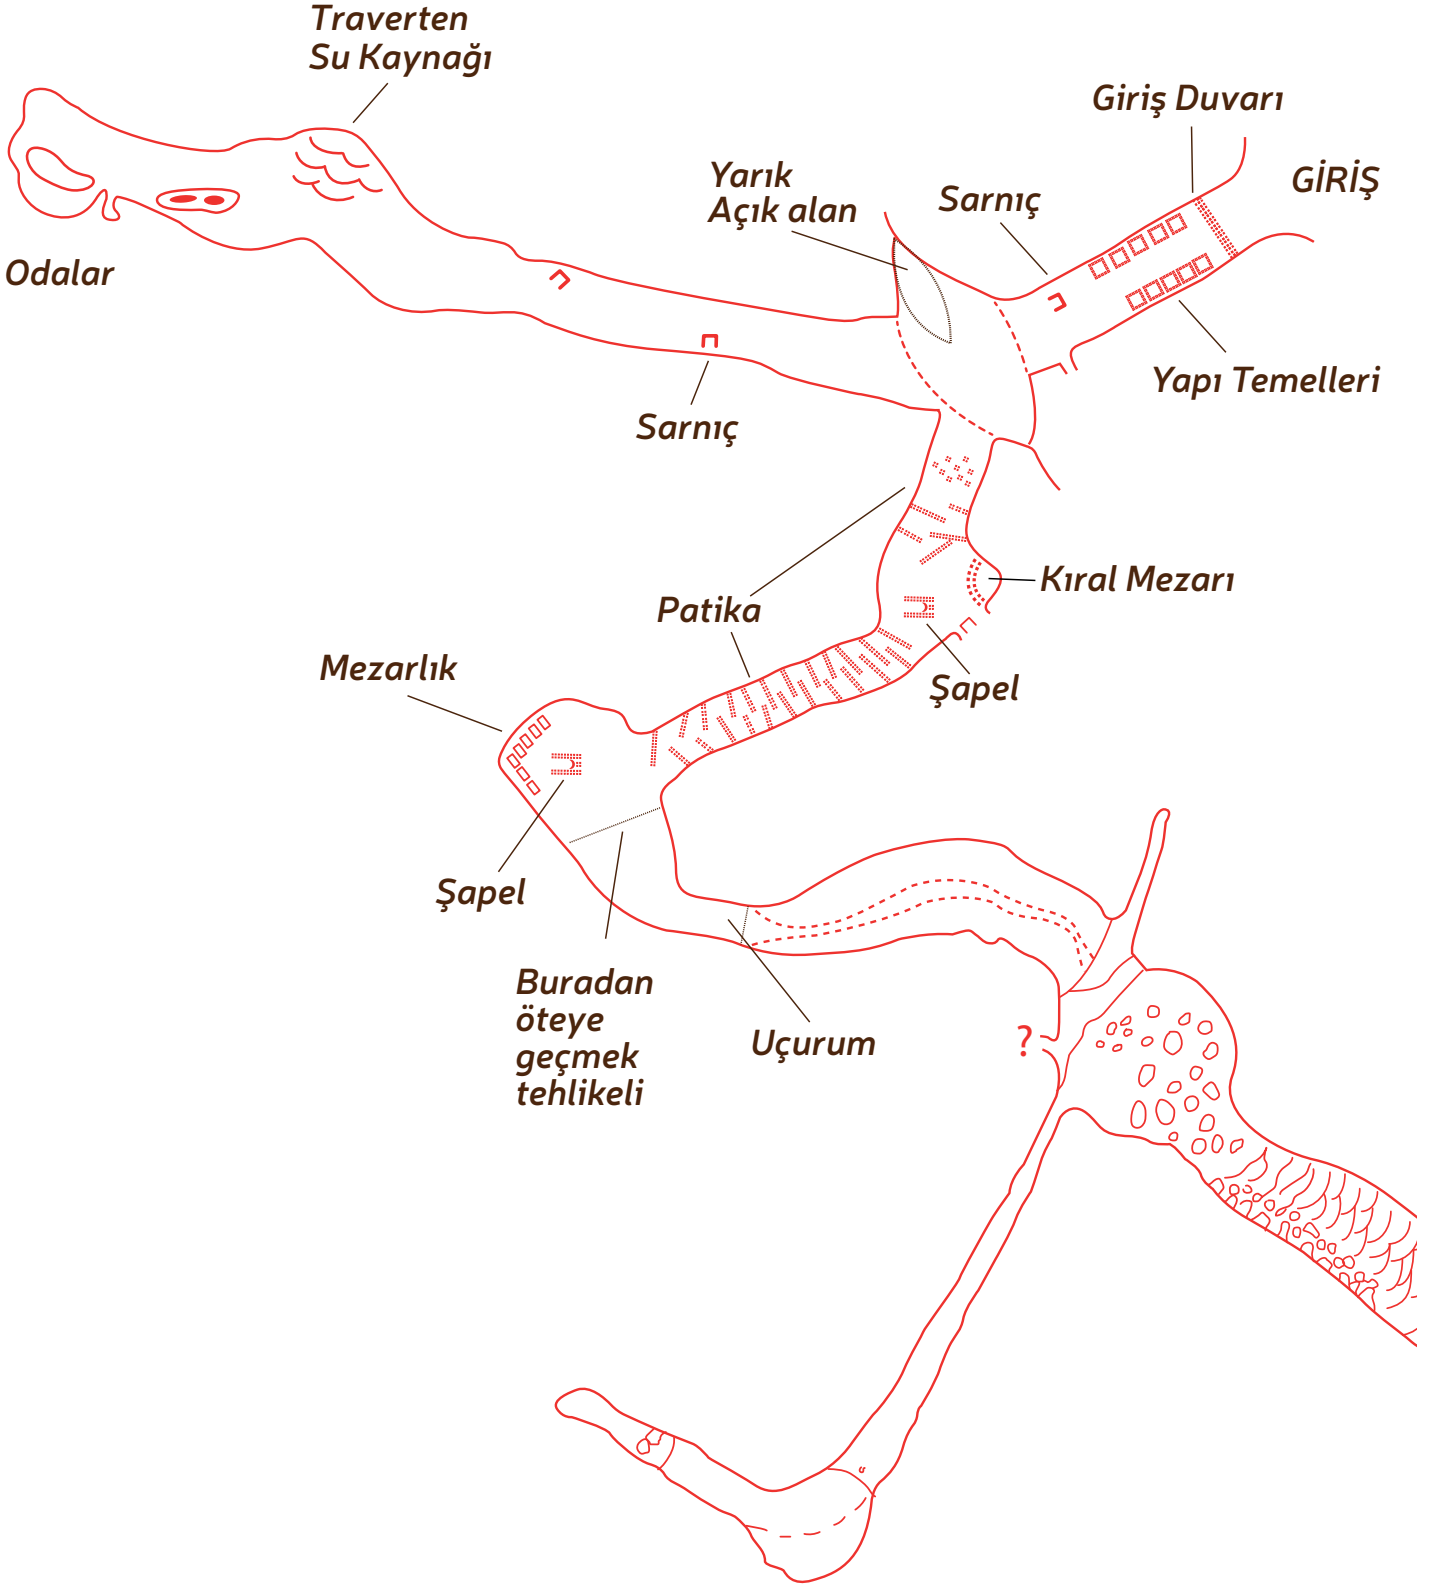 Traverten
Su Kaynağı
Giriş Duvarı
GİRİŞ
Yarık
Açık alan
Sarnıç
Odalar
Yapı Temelleri
Sarnıç
Kıral Mezarı
Patika
Mezarlık
Şapel
Şapel
Buradan
öteye
geçmek
tehlikeli
Uçurum
?